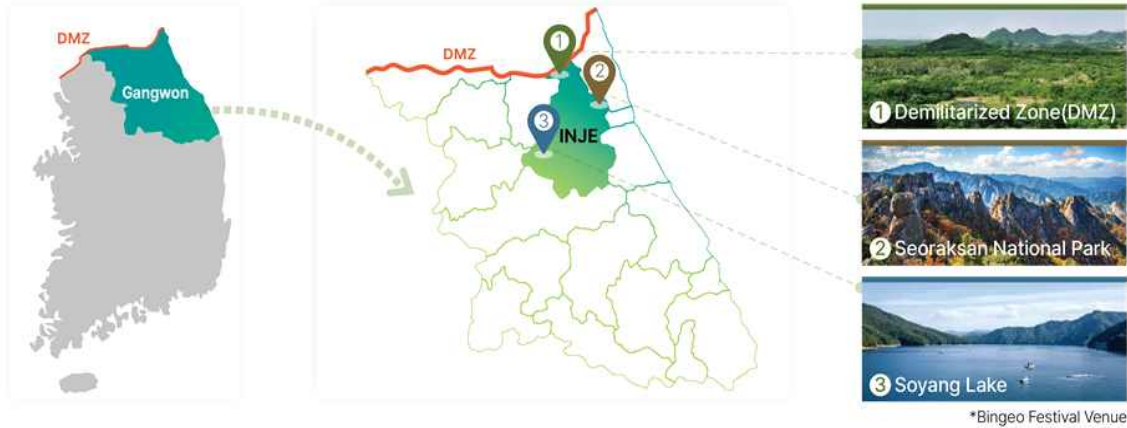 DMZ
Gangwon
DMZ
1
2
3
INJE
1 Demilitarized Zone(DMZ)
2 Seoraksan National Park
3 Soyang Lake
*Bingeo Festival Venue